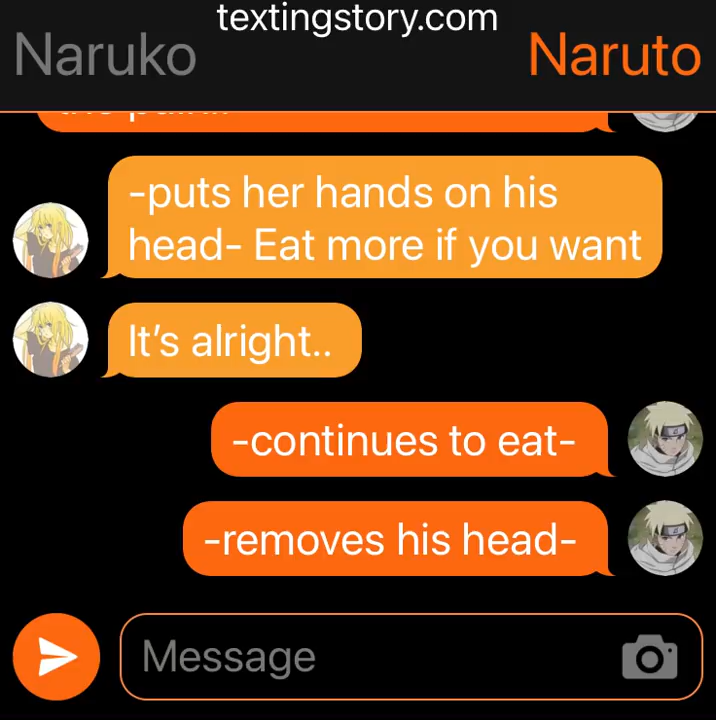 textingstory.com
Naruko
Naruto
-puts her hands on his
head- Eat more if you want
It's alright..
-continues to eat-
-removes his head-
Message